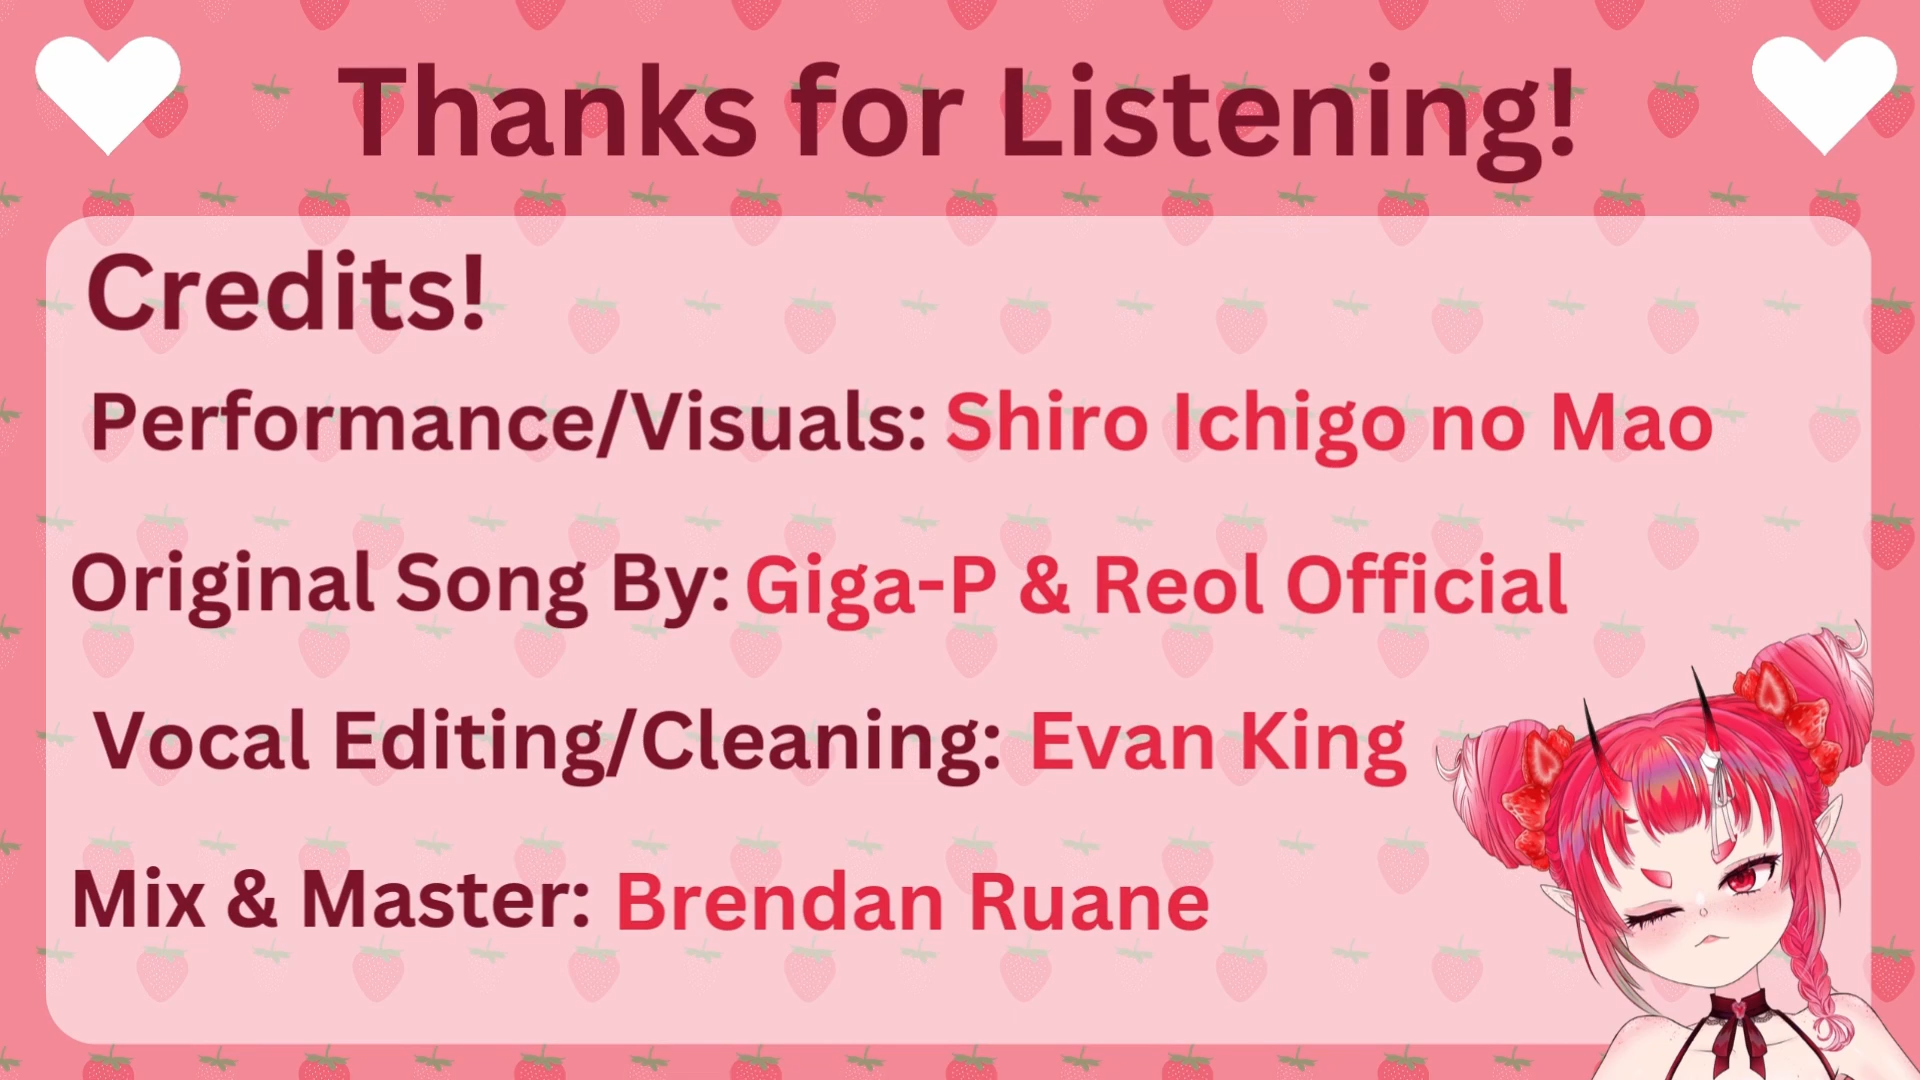 Thanks for Listening!
Credits!
Performance/Visuals: Shiro Ichigo no Mao
Original Song By: Giga-P & Reol Official
Vocal Editing/Cleaning: Evan King
Mix & Master: Brendan Ruane